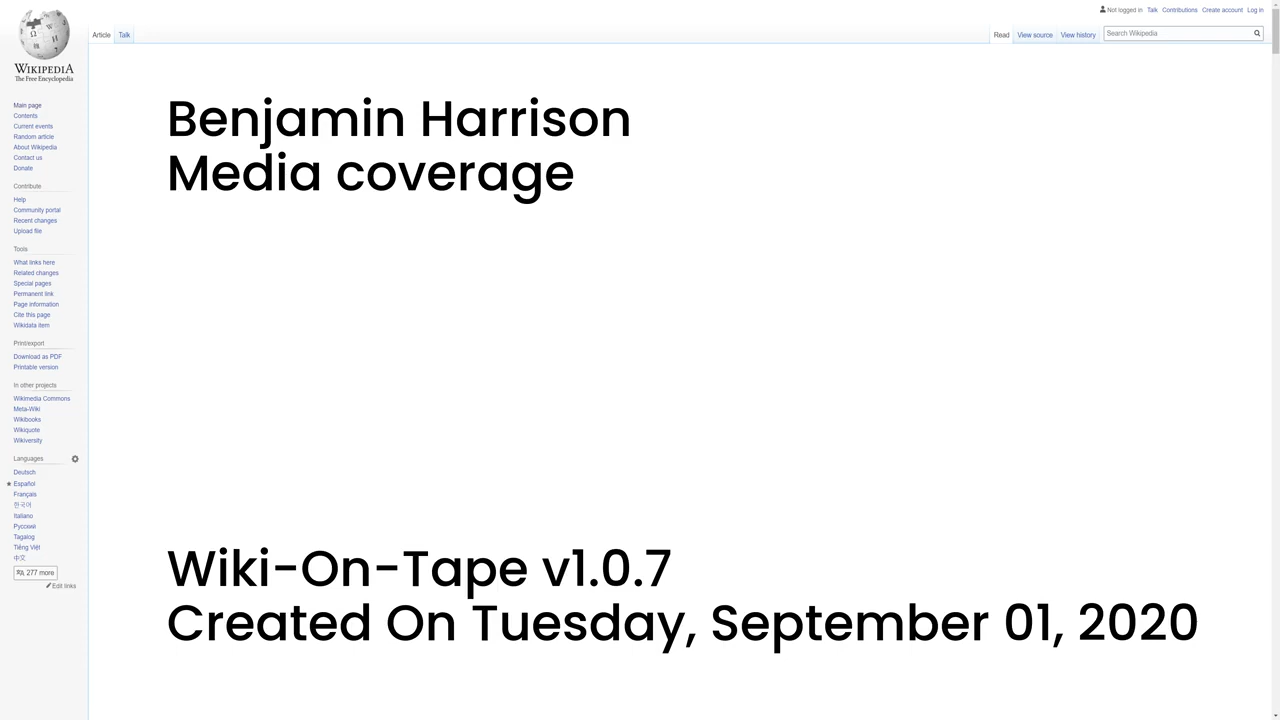 Not logged in Talk Contributions Create account Log in
Article Talk Read View source View history Search Wikipedia
WIKIPEDIA
The Free Encyclopedia
Main page
Contents
Current events
Random article
About Wikipedia
Contact us
Donate
Contribute
Help
Community portal
Recent changes
Upload file
Tools
What links here
Related changes
Special pages
Permanent link
Page information
Cite this page
Wikidata item
Print/export
Download as PDF
Printable version
In other projects
Wikimedia Commons
Meta-Wiki
Wikibooks
Wikiquote
Wikiversity
Languages
Deutsch
Español
Français
한국어
Italiano
Русский
Tagalog
Tiếng Việt
中文
277 more
Edit links
Benjamin Harrison
Media coverage
Wiki-On-Tape v1.0.7
Created On Tuesday, September 01, 2020